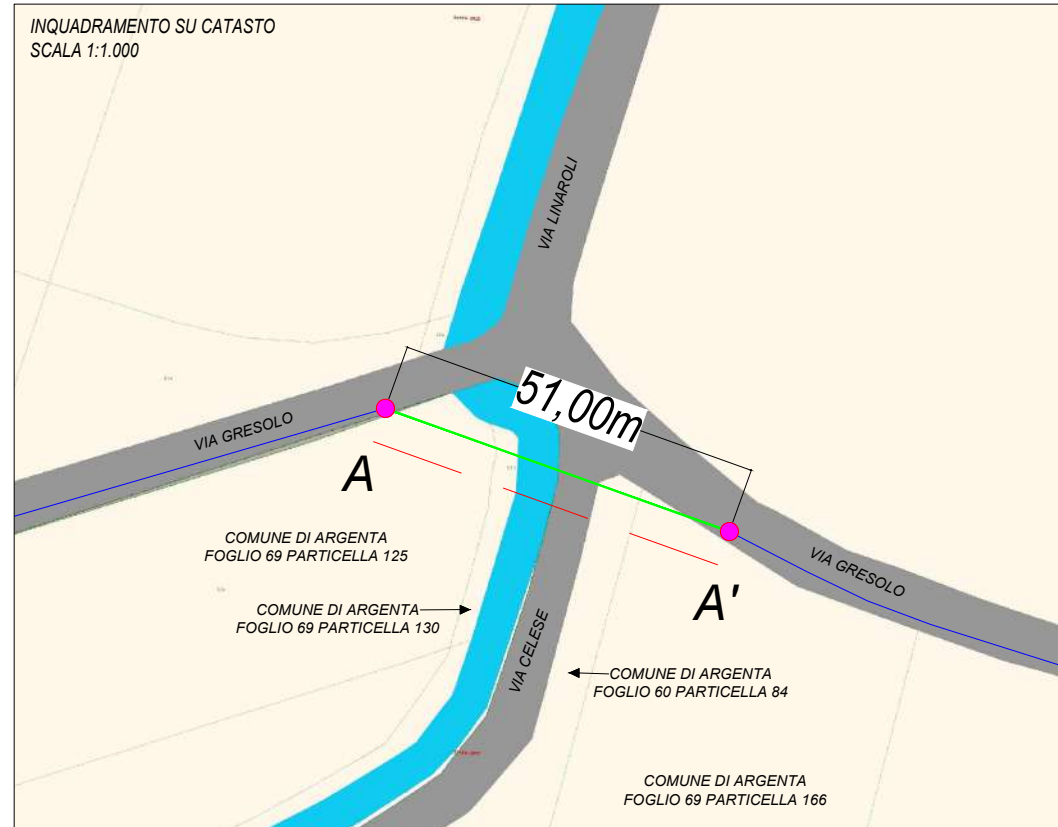 INQUADRAMENTO SU CATASTO
SCALA 1:1.000
VIA LINAROLI
51,00m
VIA GRESOLO
A
COMUNE DI ARGENTA
FOGLIO 69 PARTICELLA 125
VIA GRESOLO
A'
COMUNE DI ARGENTA
FOGLIO 69 PARTICELLA 130
VIA CELESE
COMUNE DI ARGENTA
FOGLIO 60 PARTICELLA 84
COMUNE DI ARGENTA
FOGLIO 69 PARTICELLA 166